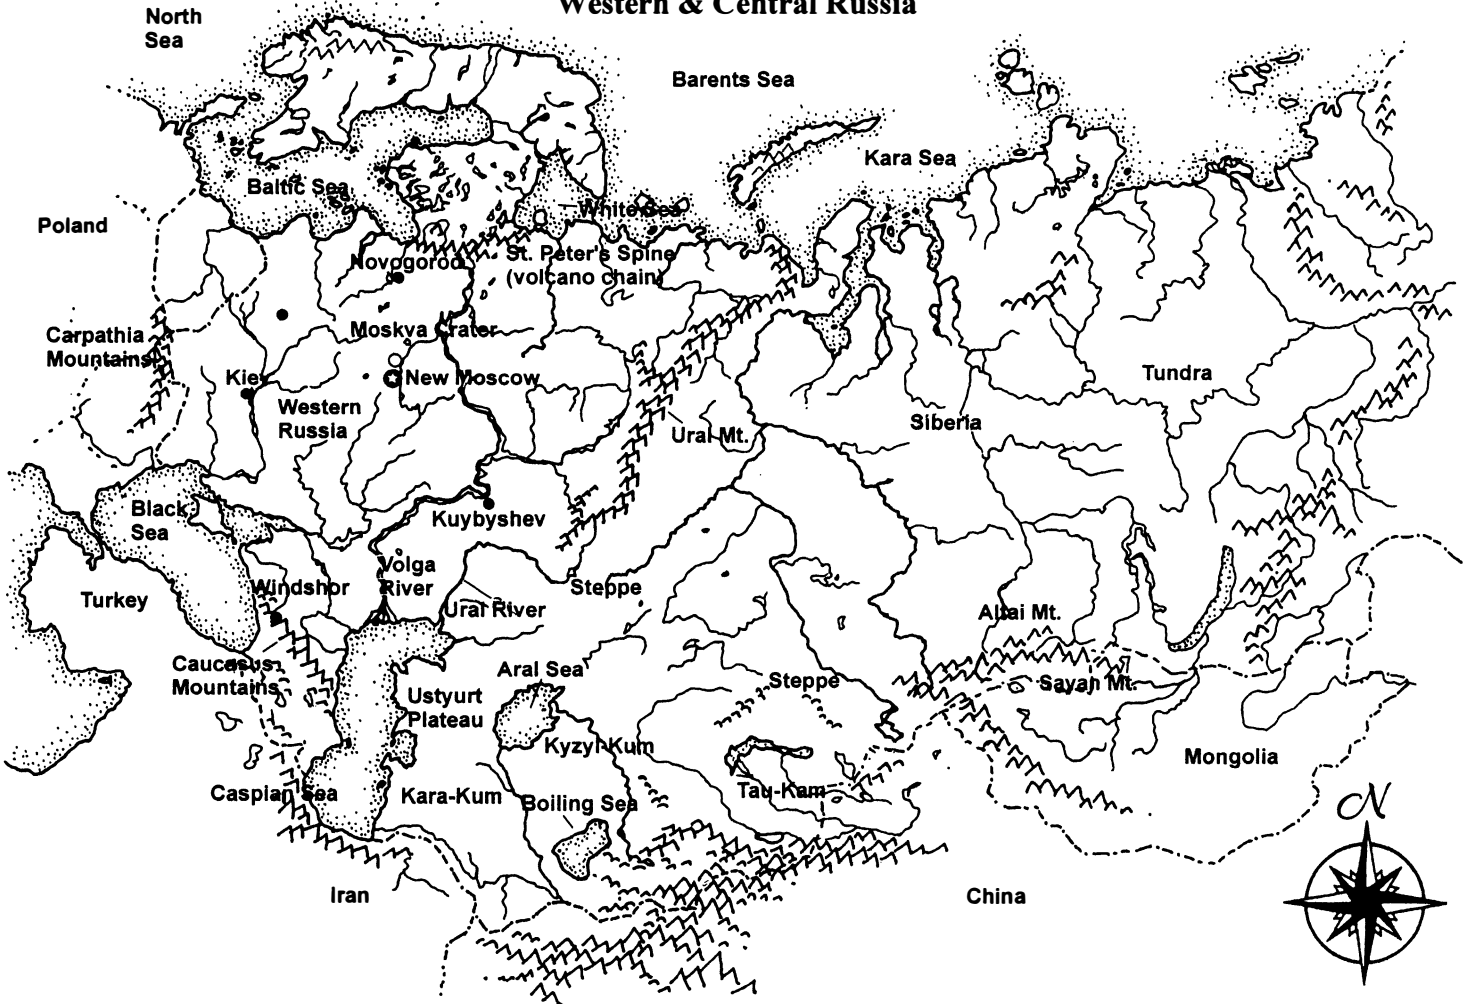 Western & Central Russia
North
Sea
Barents Sea
Kara Sea
Baltic Sea
White Sea
Poland
Novogorod
St. Peter's Spine
(volcano chain)
Carpathia
Mountains
Moskva Crater
Kiev
New Moscow
Tundra
Western
Russia
Siberia
Ural Mt.
Black
Sea
Kuybyshev
Volga
River
Windshor
Steppe
Turkey
Ural River
Altai Mt.
Caucasus
Mountains
Aral Sea
Steppe
Sayan Mt.
Ustyurt
Plateau
Kyzyl-Kum
Mongolia
Caspian Sea
Kara-Kum
Boiling Sea
Tau-Kam
N
Iran
China